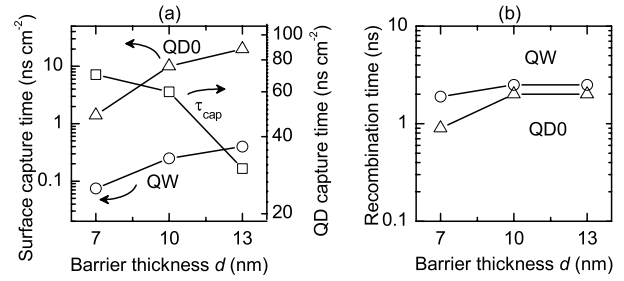 (a)
Surface capture time (ns cm⁻²)
10
1
0.1
QD0
τcap
QW
100
80
60
40
20
QD capture time (ns cm⁻²)
7 10 13
Barrier thickness d (nm)
(b)
Recombination time (ns)
10
1
0.1
QW
QD0
7 10 13
Barrier thickness d (nm)